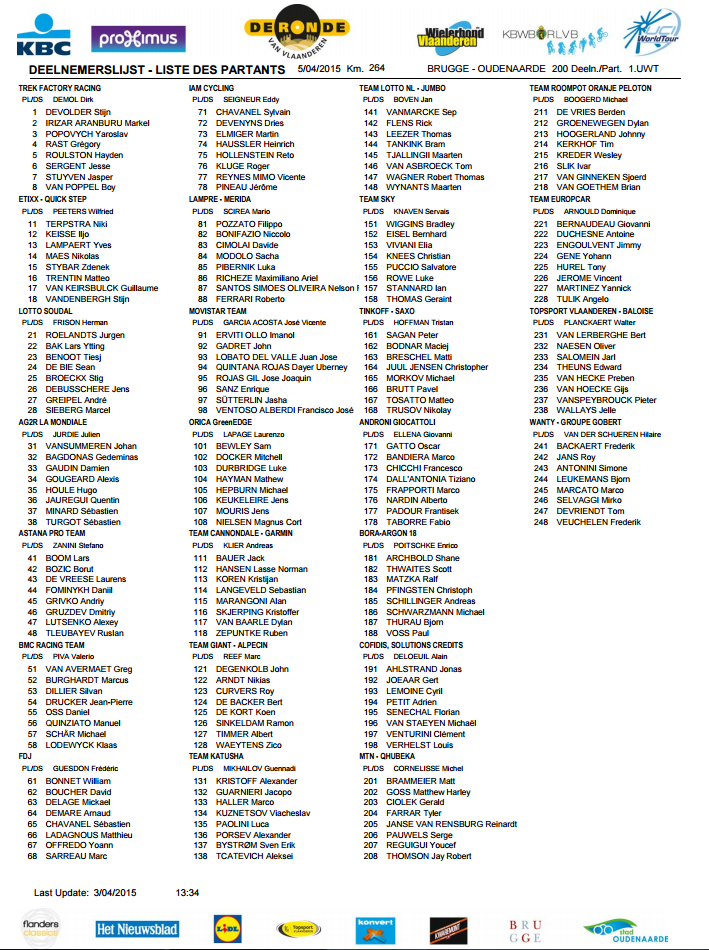 KBC
proximus
DE RONDE
VAN VLAANDEREN
Wielerbond
Vlaanderen
KBWB RLVB
UCI
WorldTour
DEELNEMERSLIJST - LISTE DES PARTANTS 5/04/2015 Km. 264 BRUGGE - OUDENAARDE 200 Deeln./Part. 1.UWT
TREK FACTORY RACING
PL/DS DEMOL Dirk
1 DEVOLDER Stijn
2 IRIZAR ARANBURU Markel
3 POPOVYCH Yaroslav
4 RAST Grégory
5 ROULSTON Hayden
6 SERGENT Jesse
7 STUYVEN Jasper
8 VAN POPPEL Boy
ETIXX - QUICK STEP
PL/DS PEETERS Wilfried
11 TERPSTRA Niki
12 KEISSE Iljo
13 LAMPAERT Yves
14 MAES Nikolas
15 STYBAR Zdenek
16 TRENTIN Matteo
17 VAN KEIRSBULCK Guillaume
18 VANDENBERGH Stijn
LOTTO SOUDAL
PL/DS FRISON Herman
21 ROELANDTS Jurgen
22 BAK Lars Ytting
23 BENOOT Tiesj
24 DE BIE Sean
25 BROECKX Stig
26 DEBUSSCHERE Jens
27 GREIPEL André
28 SIEBERG Marcel
AG2R LA MONDIALE
PL/DS JURDIE Julien
31 VANSUMMEREN Johan
32 BAGDONAS Gediminas
33 GAUDIN Damien
34 GOUGEARD Alexis
35 HOULE Hugo
36 JAUREGUI Quentin
37 MINARD Sébastien
38 TURGOT Sébastien
ASTANA PRO TEAM
PL/DS ZANINI Stefano
41 BOOM Lars
42 BOZIC Borut
43 DE VREESE Laurens
44 FOMINYKH Daniil
45 GRIVKO Andriy
46 GRUZDEV Dmitriy
47 LUTSENKO Alexey
48 TLEUBAYEV Ruslan
BMC RACING TEAM
PL/DS PIVA Valerio
51 VAN AVERMAET Greg
52 BURGHARDT Marcus
53 DILLIER Silvan
54 DRUCKER Jean-Pierre
55 OSS Daniel
56 QUINZIATO Manuel
57 SCHÄR Michael
58 LODEWYCK Klaas
FDJ
PL/DS GUESDON Frédéric
61 BONNET William
62 BOUCHER David
63 DELAGE Mickael
64 DEMARE Arnaud
65 CHAVANEL Sébastien
66 LADAGNOUS Matthieu
67 OFFREDO Yoann
68 SARREAU Marc
IAM CYCLING
PL/DS SEIGNEUR Eddy
71 CHAVANEL Sylvain
72 DEVENYNS Dries
73 ELMIGER Martin
74 HAUSSLER Heinrich
75 HOLLENSTEIN Reto
76 KLUGE Roger
77 REYNES MIMO Vicente
78 PINEAU Jérôme
LAMPRE - MERIDA
PL/DS SCIREA Mario
81 POZZATO Filippo
82 BONIFAZIO Niccolo
83 CIMOLAI Davide
84 MODOLO Sacha
85 PIBERNIK Luka
86 RICHEZE Maximiliano Ariel
87 SANTOS SIMOES OLIVEIRA Nelson F
88 FERRARI Roberto
MOVISTAR TEAM
PL/DS GARCIA ACOSTA José Vicente
91 ERVITI OLLO Imanol
92 GADRET John
93 LOBATO DEL VALLE Juan Jose
94 QUINTANA ROJAS Dayer Uberney
95 ROJAS GIL Jose Joaquin
96 SANZ Enrique
97 SÜTTERLIN Jasha
98 VENTOSO ALBERDI Francisco José
ORICA GreenEDGE
PL/DS LAPAGE Laurenzo
101 BEWLEY Sam
102 DOCKER Mitchell
103 DURBRIDGE Luke
104 HAYMAN Mathew
105 HEPBURN Michael
106 KEUKELEIRE Jens
107 MOURIS Jens
108 NIELSEN Magnus Cort
TEAM CANNONDALE - GARMIN
PL/DS KLIER Andreas
111 BAUER Jack
112 HANSEN Lasse Norman
113 KOREN Kristijan
114 LANGEVELD Sebastian
115 MARANGONI Alan
116 SKJERPING Kristoffer
117 VAN BAARLE Dylan
118 ZEPUNTKE Ruben
TEAM GIANT - ALPECIN
PL/DS REEF Marc
121 DEGENKOLB John
122 ARNDT Nikias
123 CURVERS Roy
124 DE BACKER Bert
125 DE KORT Koen
126 SINKELDAM Ramon
127 TIMMER Albert
128 WAEYTENS Zico
TEAM KATUSHA
PL/DS MIKHAILOV Guennadi
131 KRISTOFF Alexander
132 GUARNIERI Jacopo
133 HALLER Marco
134 KUZNETSOV Viacheslav
135 PAOLINI Luca
136 PORSEV Alexander
137 BYSTRØM Sven Erik
138 TCATEVICH Aleksei
TEAM LOTTO NL - JUMBO
PL/DS BOVEN Jan
141 VANMARCKE Sep
142 FLENS Rick
143 LEEZER Thomas
144 TANKINK Bram
145 TJALLINGII Maarten
146 VAN ASBROECK Tom
147 WAGNER Robert Thomas
148 WYNANTS Maarten
TEAM SKY
PL/DS KNAVEN Servais
151 WIGGINS Bradley
152 EISEL Bernhard
153 VIVIANI Elia
154 KNEES Christian
155 PUCCIO Salvatore
156 ROWE Luke
157 STANNARD Ian
158 THOMAS Geraint
TINKOFF - SAXO
PL/DS HOFFMAN Tristan
161 SAGAN Peter
162 BODNAR Maciej
163 BRESCHEL Matti
164 JUUL JENSEN Christopher
165 MORKOV Michael
166 BRUTT Pavel
167 TOSATTO Matteo
168 TRUSOV Nikolay
ANDRONI GIOCATTOLI
PL/DS ELLENA Giovanni
171 GATTO Oscar
172 BANDIERA Marco
173 CHICCHI Francesco
174 DALL'ANTONIA Tiziano
175 FRAPPORTI Marco
176 NARDIN Alberto
177 PADOUR Frantisek
178 TABORRE Fabio
BORA-ARGON 18
PL/DS POITSCHKE Enrico
181 ARCHBOLD Shane
182 THWAITES Scott
183 MATZKA Ralf
184 PFINGSTEN Christoph
185 SCHILLINGER Andreas
186 SCHWARZMANN Michael
187 THURAU Bjorn
188 VOSS Paul
COFIDIS, SOLUTIONS CREDITS
PL/DS DELOEUIL Alain
191 AHLSTRAND Jonas
192 JOEAAR Gert
193 LEMOINE Cyril
194 PETIT Adrien
195 SENECHAL Florian
196 VAN STAEYEN Michaël
197 VENTURINI Clément
198 VERHELST Louis
MTN - QHUBEKA
PL/DS CORNELISSE Michel
201 BRAMMEIER Matt
202 GOSS Matthew Harley
203 CIOLEK Gerald
204 FARRAR Tyler
205 JANSE VAN RENSBURG Reinardt
206 PAUWELS Serge
207 REGUIGUI Youcef
208 THOMSON Jay Robert
TEAM ROOMPOT ORANJE PELOTON
PL/DS BOOGERD Michael
211 DE VRIES Berden
212 GROENEWEGEN Dylan
213 HOOGERLAND Johnny
214 KERKHOF Tim
215 KREDER Wesley
216 SLIK Ivar
217 VAN GINNEKEN Sjoerd
218 VAN GOETHEM Brian
TEAM EUROPCAR
PL/DS ARNOULD Dominique
221 BERNAUDEAU Giovanni
222 DUCHESNE Antoine
223 ENGOULVENT Jimmy
224 GENE Yohann
225 HUREL Tony
226 JEROME Vincent
227 MARTINEZ Yannick
228 TULIK Angelo
TOPSPORT VLAANDEREN - BALOISE
PL/DS PLANCKAERT Walter
231 VAN LERBERGHE Bert
232 NAESEN Oliver
233 SALOMEIN Jarl
234 THEUNS Edward
235 VAN HECKE Preben
236 VAN HOECKE Gijs
237 VANSPEYBROUCK Pieter
238 WALLAYS Jelle
WANTY - GROUPE GOBERT
PL/DS VAN DER SCHUEREN Hilaire
241 BACKAERT Frederik
242 JANS Roy
243 ANTONINI Simone
244 LEUKEMANS Bjorn
245 MARCATO Marco
246 SELVAGGI Mirko
247 DEVRIENDT Tom
248 VEUCHELEN Frederik
Last Update: 3/04/2015 13:34
flanders
classics
Het Nieuwsblad
LIDL
TOPSPORT
VLAANDEREN
konvert
KWAREMONT
BRU
GGE
stad
OUDENAARDE